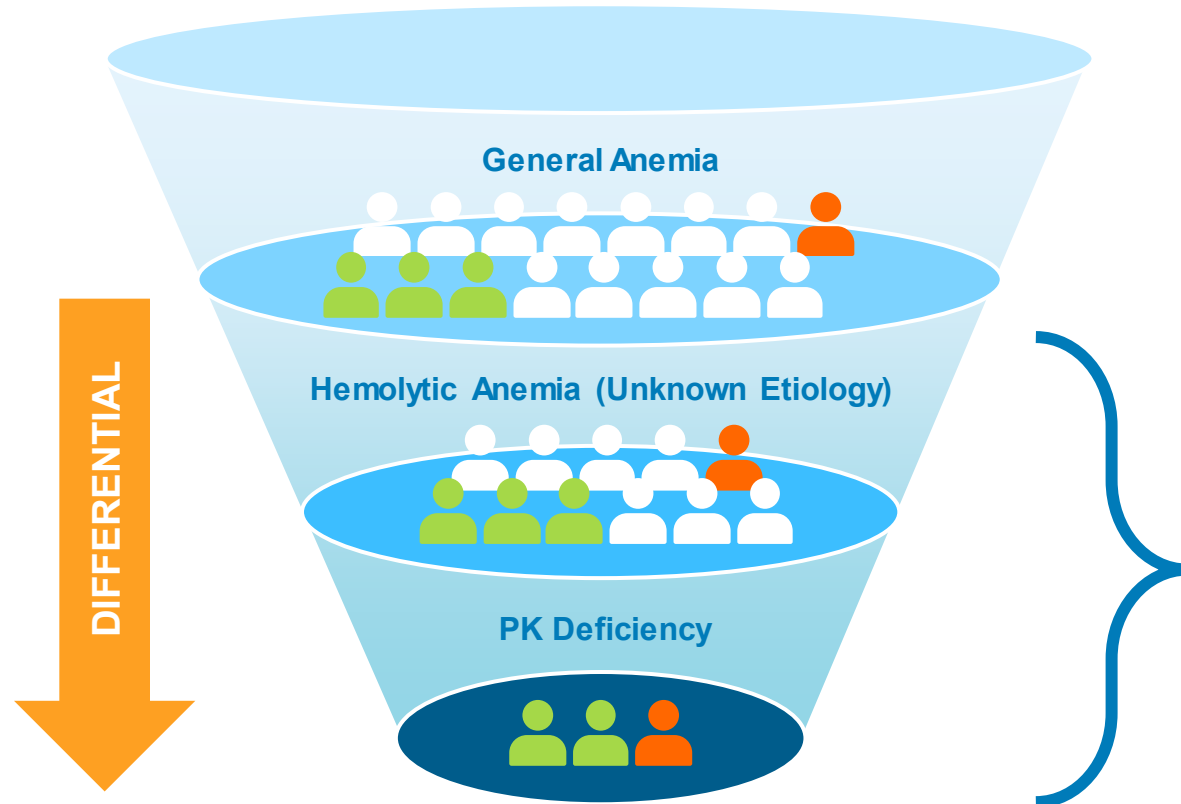 General Anemia
Hemolytic Anemia (Unknown Etiology)
DIFFERENTIAL
PK Deficiency